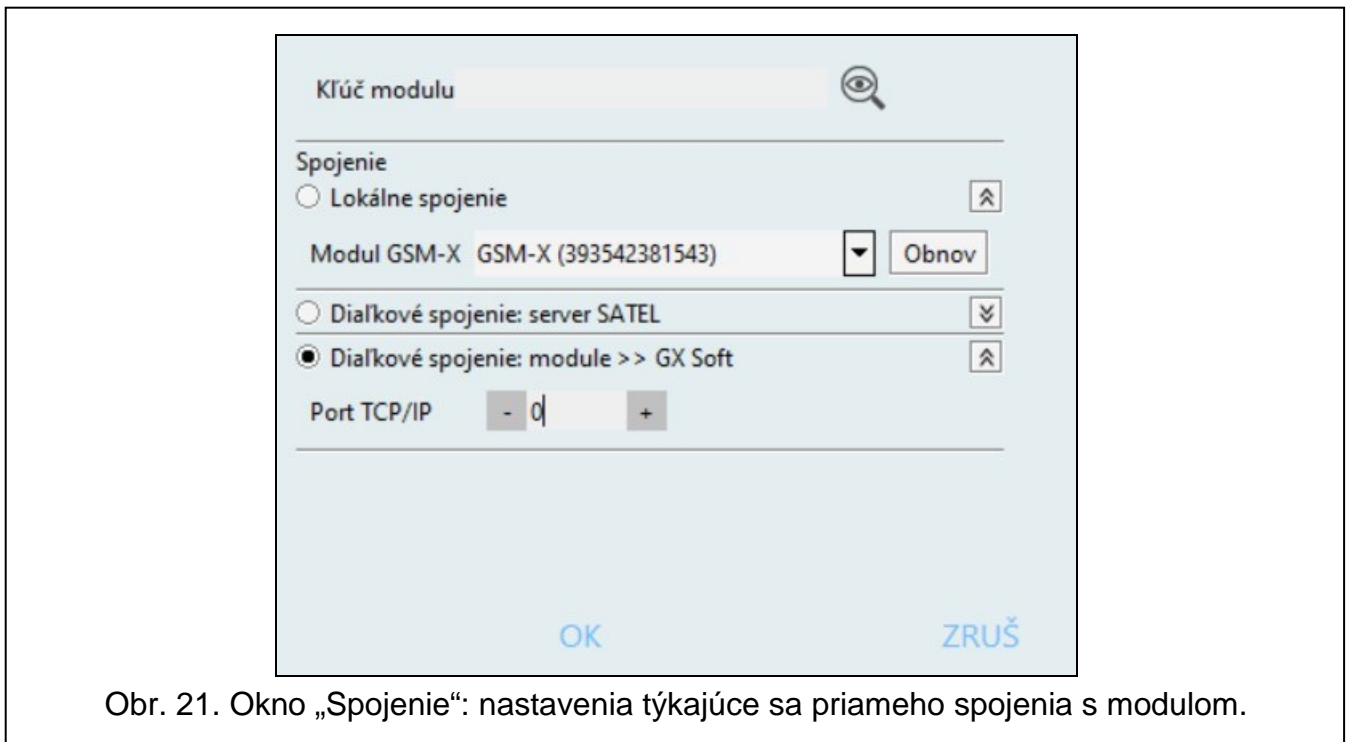 Kľúč modulu
Spojenie
Lokálne spojenie
Modul GSM-X GSM-X (393542381543) Obnov
Diaľkové spojenie: server SATEL
Diaľkové spojenie: module >> GX Soft
Port TCP/IP - 0 +
OK ZRUŠ
Obr. 21. Okno „Spojenie“: nastavenia týkajúce sa priameho spojenia s modulom.